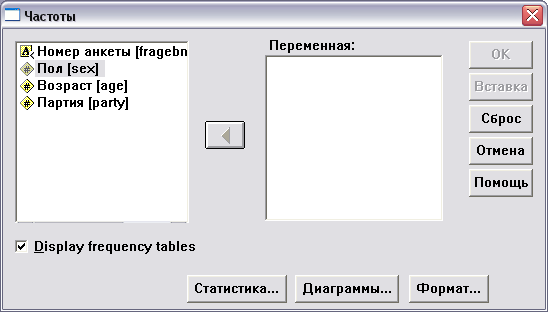 Частоты
Номер анкеты [fragebn
Пол [sex]
Возраст [age]
Партия [party]
Переменная:
OK
Вставка
Сброс
Отмена
Помощь
Display frequency tables
Статистика...
Диаграммы...
Формат...